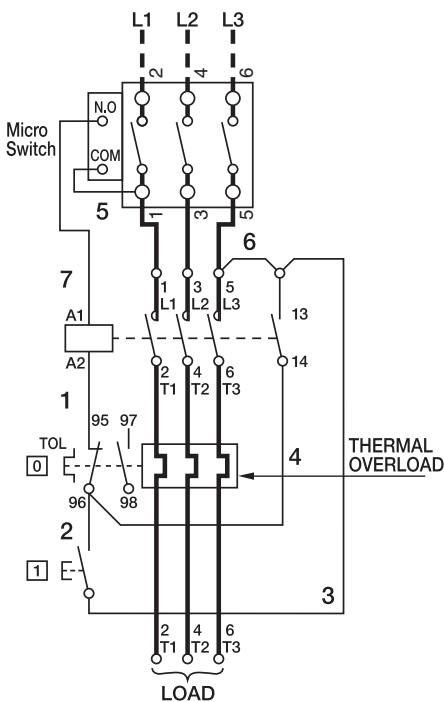 L1 L2 L3
2 4 6
N.O
Micro
Switch
COM
5
1 3 5
6
7
1 3 5
L1 L2 L3
13
A1
A2
14
2 4 6
T1 T2 T3
1
95 97
TOL
0
4
THERMAL
OVERLOAD
96 98
2
1
3
2 4 6
T1 T2 T3
LOAD